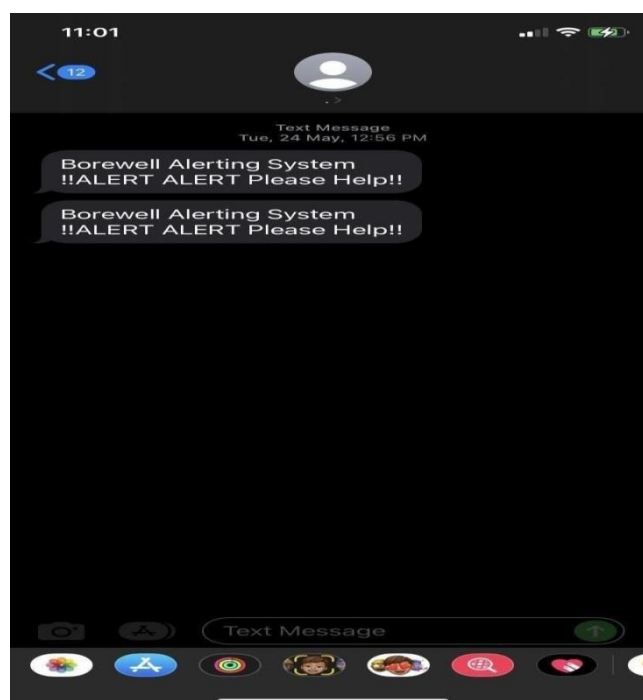 11:01
12
Text Message
Tue, 24 May, 12:56 PM
Borewell Alerting System
!!ALERT ALERT Please Help!!
Borewell Alerting System
!!ALERT ALERT Please Help!!
Text Message